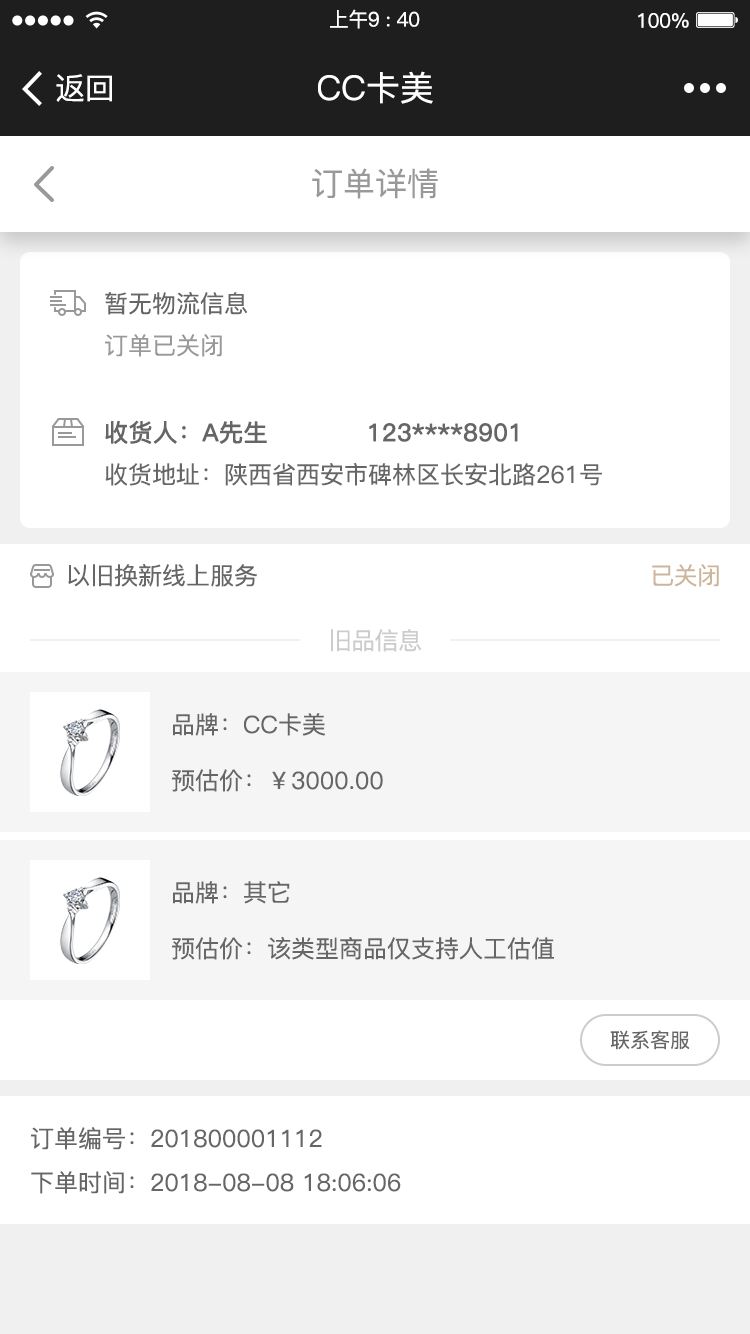 上午9 : 40
100%
返回
CC卡美
订单详情
暂无物流信息
订单已关闭
收货人：A先生 123****8901
收货地址：陕西省西安市碑林区长安北路261号
以旧换新线上服务
已关闭
旧品信息
品牌：CC卡美
预估价：￥3000.00
品牌：其它
预估价：该类型商品仅支持人工估值
联系客服
订单编号：201800001112
下单时间：2018-08-08 18:06:06